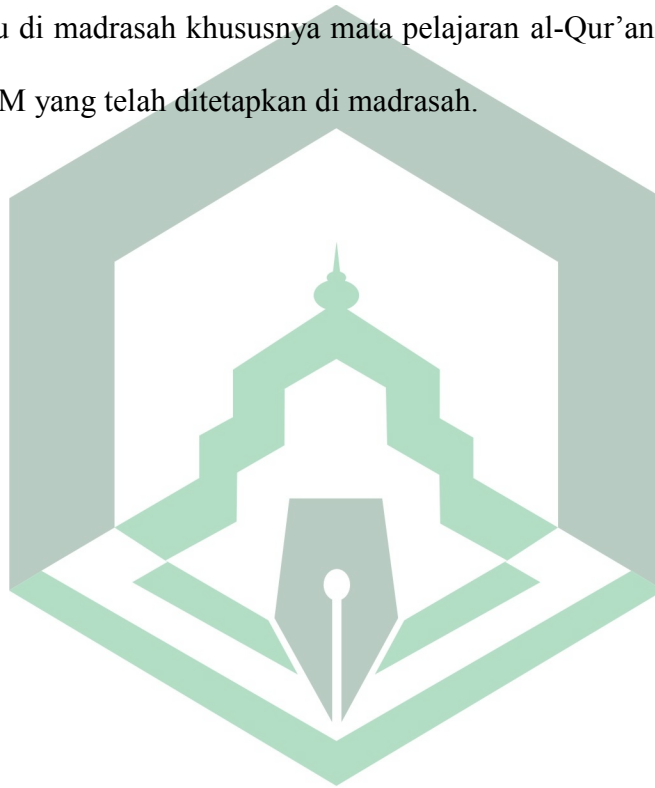 di madrasah khususnya mata pelajaran al-Qur’an
M yang telah ditetapkan di madrasah.